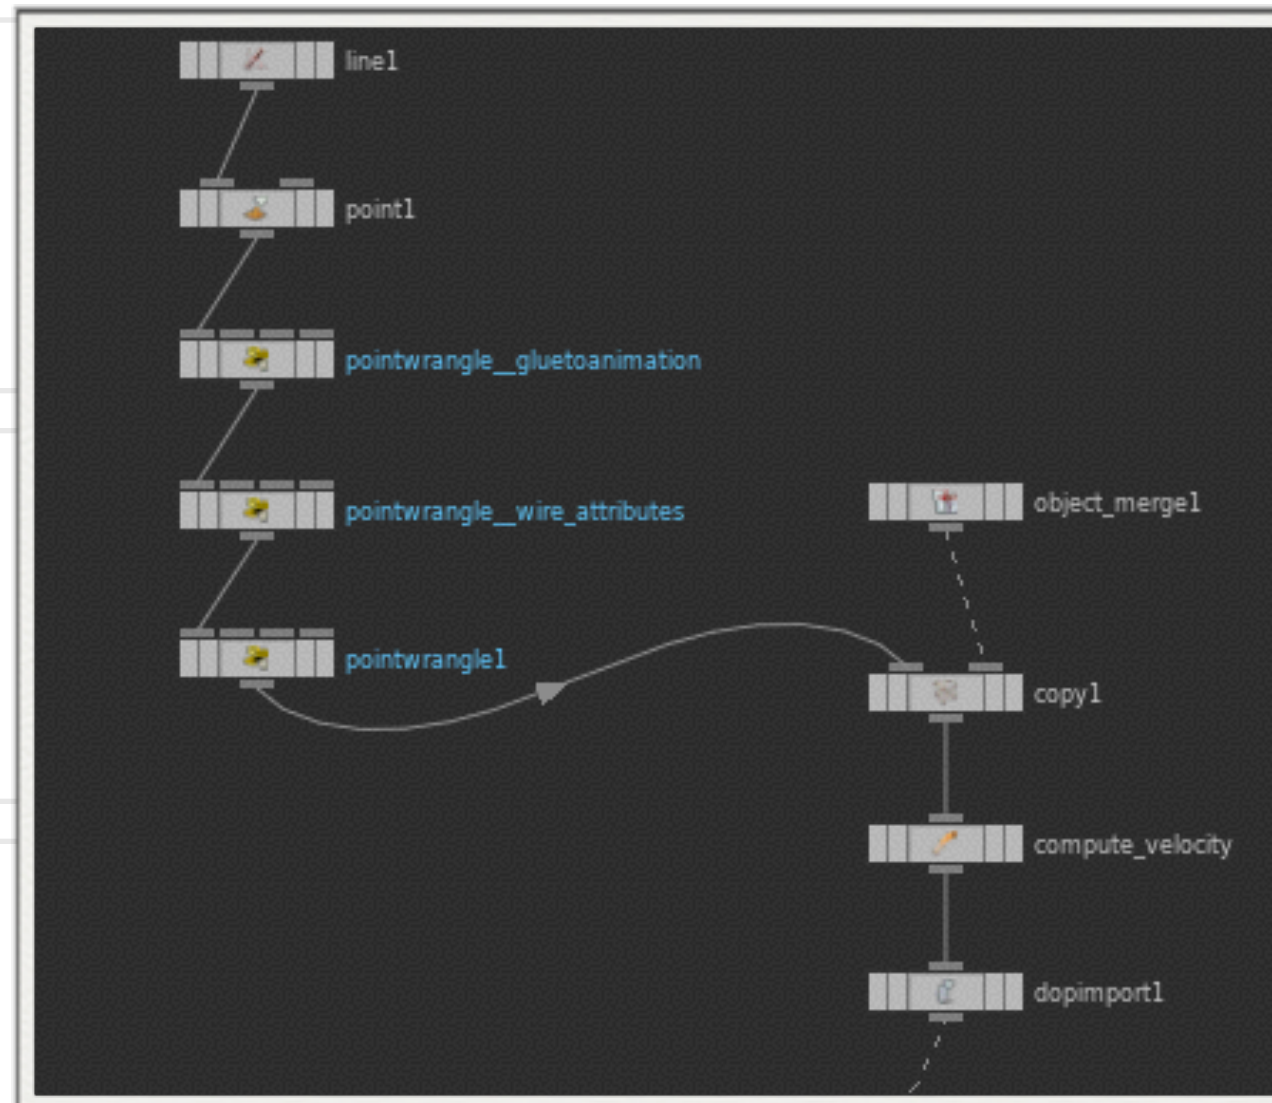 line1
point1
pointwrangle__gluetoanimation
pointwrangle__wire_attributes
object_merge1
pointwrangle1
copy1
compute_velocity
dopimport1